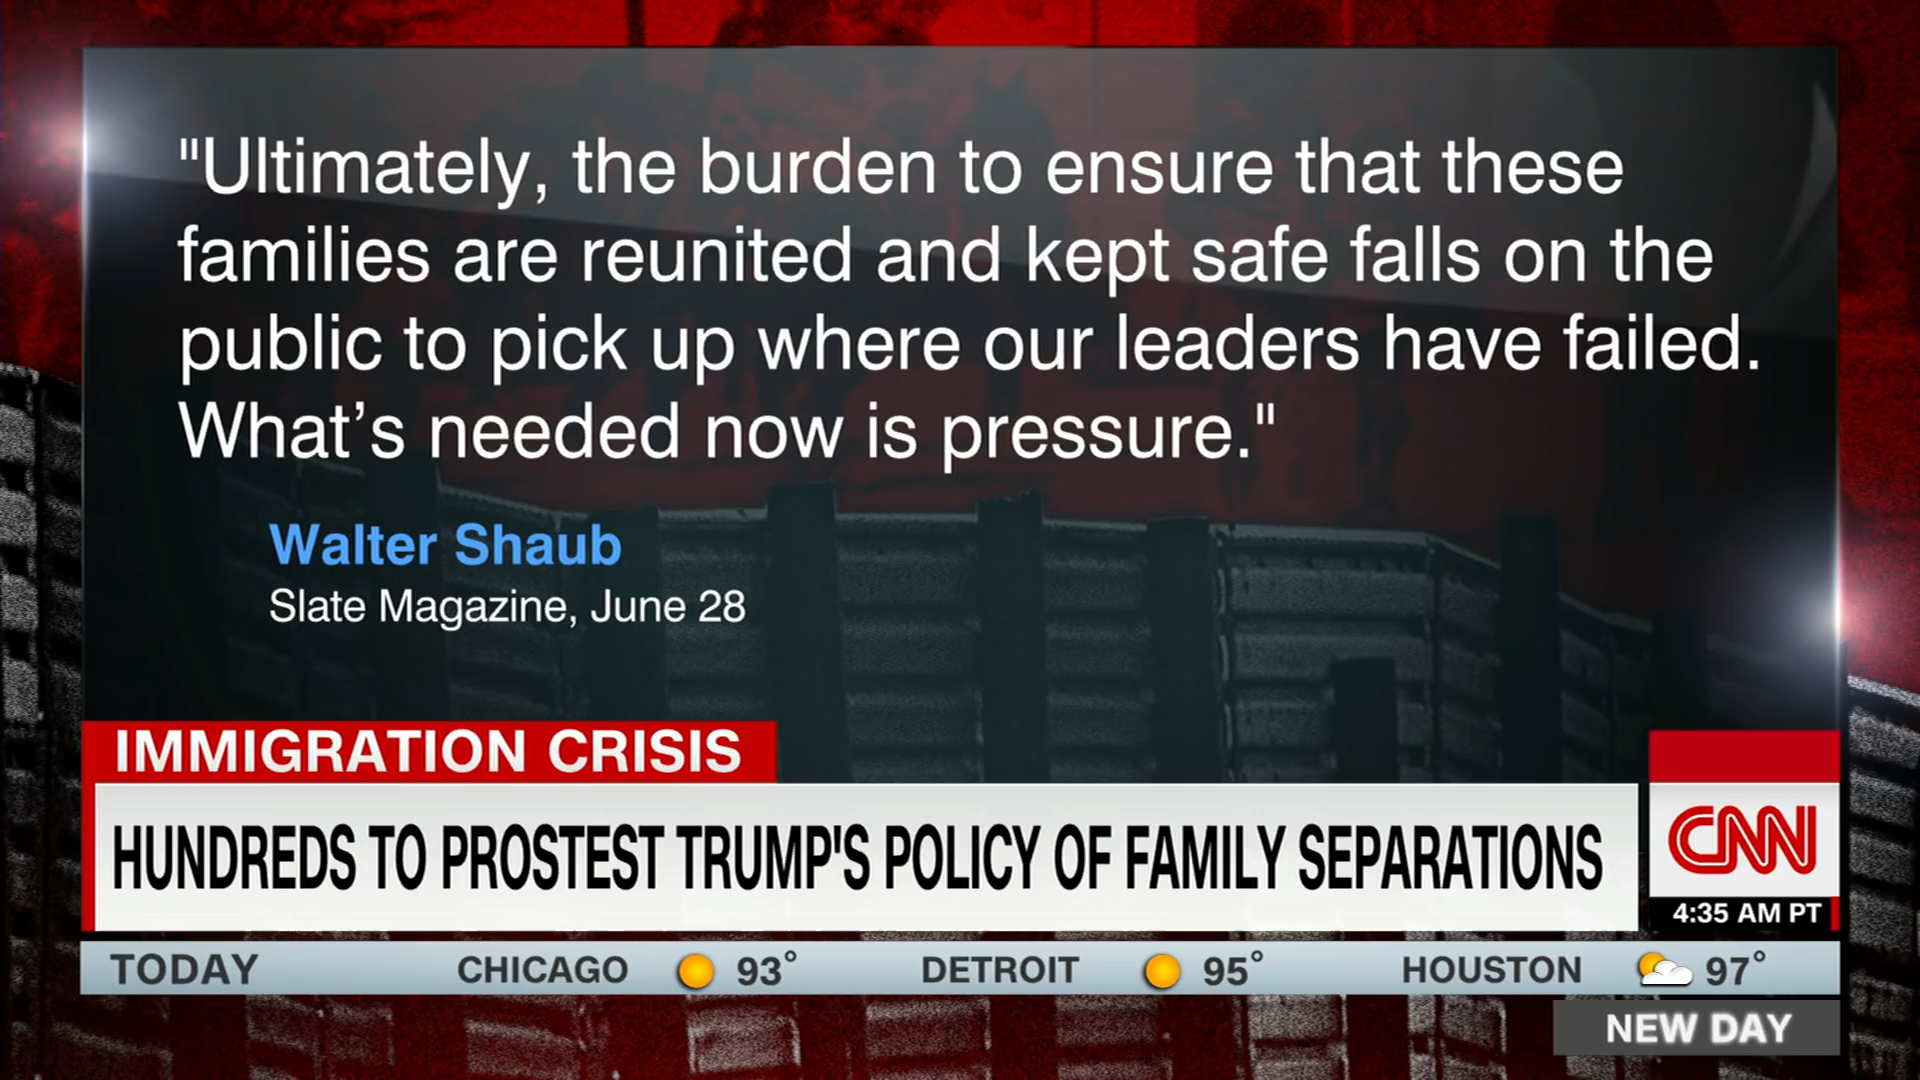 "Ultimately, the burden to ensure that these
families are reunited and kept safe falls on the
public to pick up where our leaders have failed.
What's needed now is pressure."
Walter Shaub
Slate Magazine, June 28
IMMIGRATION CRISIS
HUNDREDS TO PROSTEST TRUMP'S POLICY OF FAMILY SEPARATIONS
CNN
4:35 AM PT
TODAY CHICAGO 93° DETROIT 95° HOUSTON 97°
NEW DAY